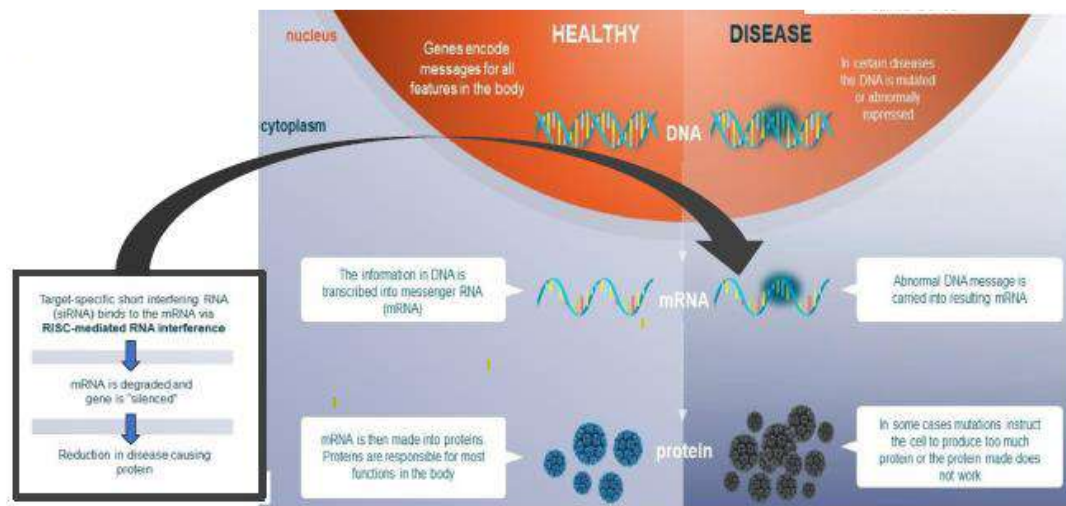 nucleus
HEALTHY
DISEASE
Genes encode
messages for all
features in the body
In certain diseases
the DNA is mutated
or abnormally
expressed
cytoplasm
DNA
Target-specific short interfering RNA
(siRNA) binds to the mRNA via
RISC-mediated RNA interference
mRNA is degraded and
gene is "silenced"
Reduction in disease causing
protein
The information in DNA is
transcribed into messenger RNA
(mRNA)
mRNA
Abnormal DNA message is
carried into resulting mRNA
mRNA is then made into proteins.
Proteins are responsible for most
functions in the body
protein
In some cases mutations instruct
the cell to produce too much
protein or the protein made does
not work